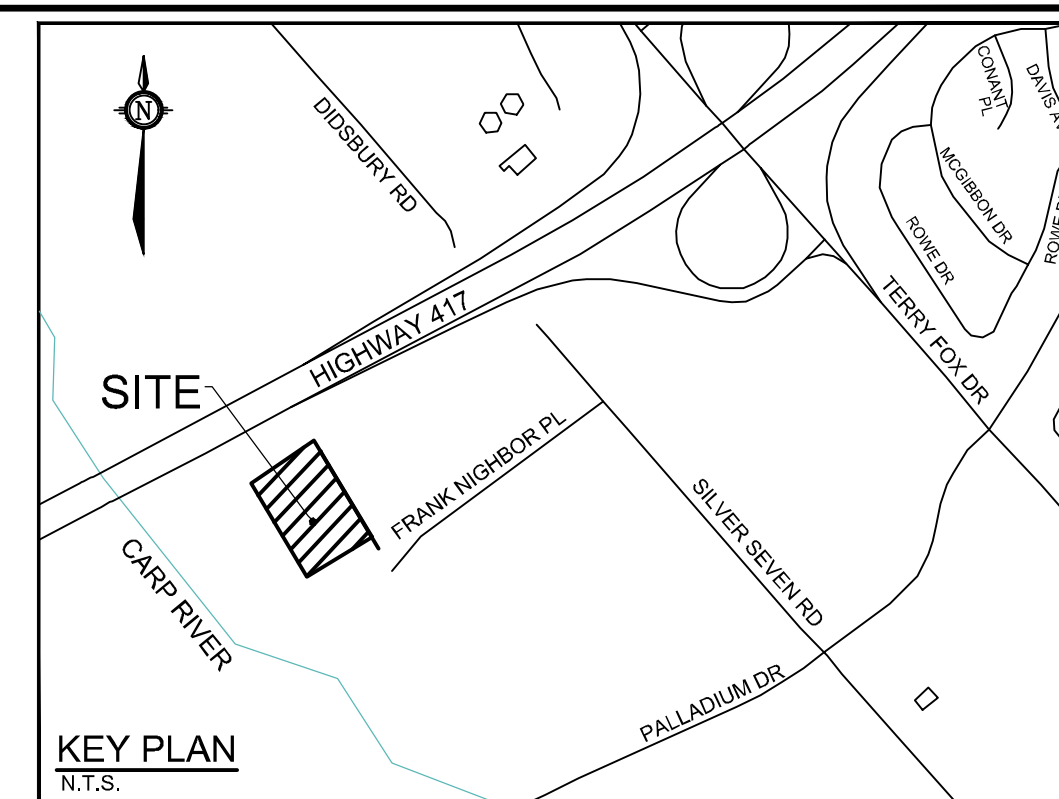 N
DIDSBURY RD
CONANT
PL
DAVIS
MCGIBBON DR
ROWE DR
ROWE
TERRY FOX DR
HIGHWAY 417
SITE
FRANK NIGHBOR PL
SILVER SEVEN RD
CARP RIVER
PALLADIUM DR
KEY PLAN
N.T.S.